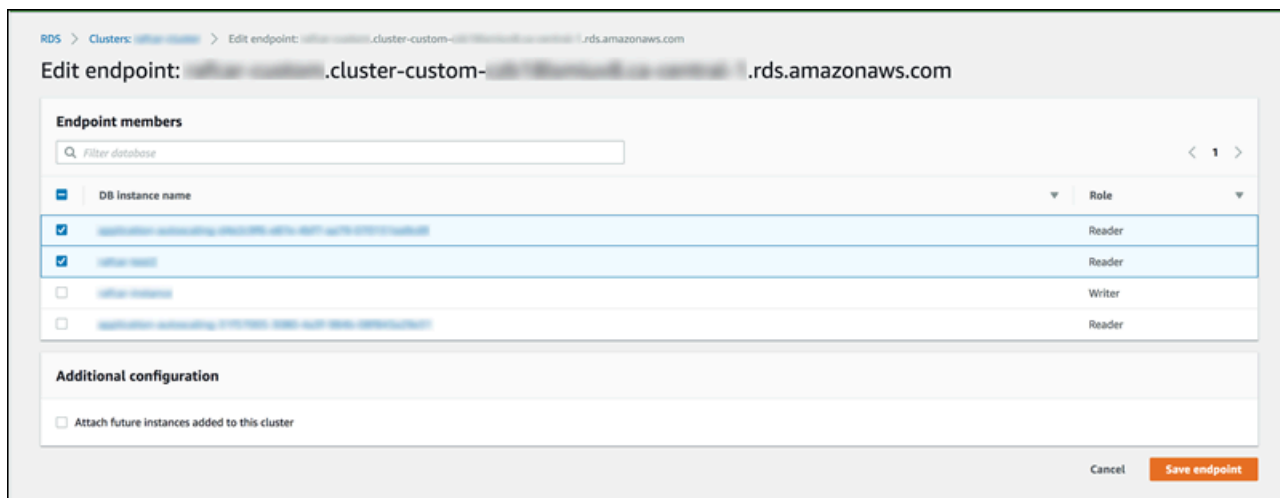 RDS > Clusters: > Edit endpoint: .cluster-custom- .rds.amazonaws.com
Edit endpoint: .cluster-custom- .rds.amazonaws.com
Endpoint members
Filter database
< 1 >
DB instance name Role
Reader
Reader
Writer
Reader
Additional configuration
Attach future instances added to this cluster
Cancel Save endpoint